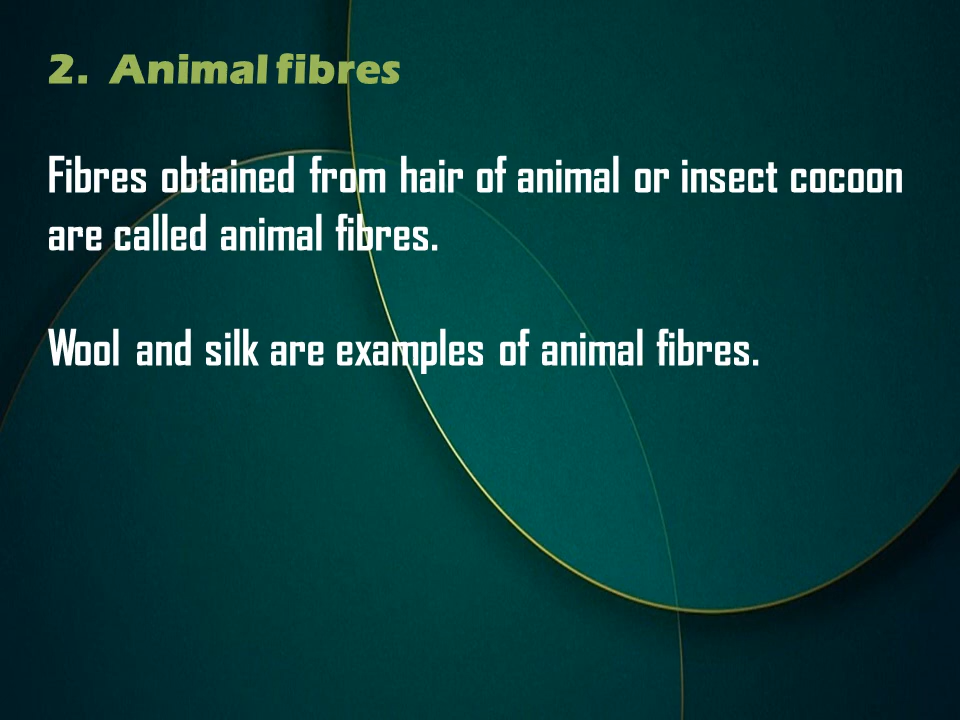 2. Animal fibres
Fibres obtained from hair of animal or insect cocoon
are called animal fibres.
Wool and silk are examples of animal fibres.